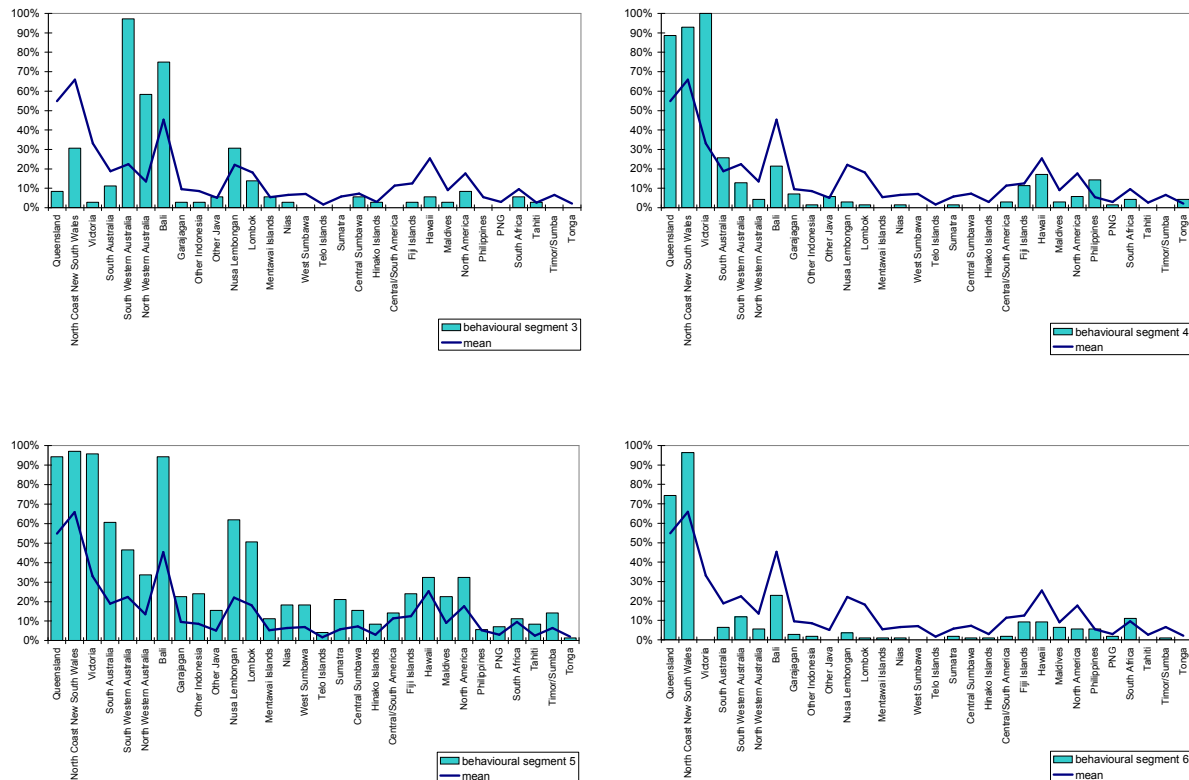 100%
90%
80%
70%
60%
50%
40%
30%
20%
10%
0%
Queensland
North Coast New South Wales
Victoria
South Australia
South Western Australia
North Western Australia
Bali
Garajagan
Other Indonesia
Other Java
Nusa Lembongan
Lombok
Mentawai Islands
Nias
West Sumbawa
Telo Islands
Sumatra
Central Sumbawa
Hinako Islands
Central/South America
Fiji Islands
Hawaii
Maldives
North America
Philippines
PNG
South Africa
Tahiti
Timor/Sumba
Tonga
behavioural segment 3
mean
100%
90%
80%
70%
60%
50%
40%
30%
20%
10%
0%
Queensland
North Coast New South Wales
Victoria
South Australia
South Western Australia
North Western Australia
Bali
Garajagan
Other Indonesia
Other Java
Nusa Lembongan
Lombok
Mentawai Islands
Nias
West Sumbawa
Telo Islands
Sumatra
Central Sumbawa
Hinako Islands
Central/South America
Fiji Islands
Hawaii
Maldives
North America
Philippines
PNG
South Africa
Tahiti
Timor/Sumba
Tonga
behavioural segment 4
mean
100%
90%
80%
70%
60%
50%
40%
30%
20%
10%
0%
Queensland
North Coast New South Wales
Victoria
South Australia
South Western Australia
North Western Australia
Bali
Garajagan
Other Indonesia
Other Java
Nusa Lembongan
Lombok
Mentawai Islands
Nias
West Sumbawa
Telo Islands
Sumatra
Central Sumbawa
Hinako Islands
Central/South America
Fiji Islands
Hawaii
Maldives
North America
Philippines
PNG
South Africa
Tahiti
Timor/Sumba
Tonga
behavioural segment 5
mean
100%
90%
80%
70%
60%
50%
40%
30%
20%
10%
0%
Queensland
North Coast New South Wales
Victoria
South Australia
South Western Australia
North Western Australia
Bali
Garajagan
Other Indonesia
Other Java
Nusa Lembongan
Lombok
Mentawai Islands
Nias
West Sumbawa
Telo Islands
Sumatra
Central Sumbawa
Hinako Islands
Central/South America
Fiji Islands
Hawaii
Maldives
North America
Philippines
PNG
South Africa
Tahiti
Timor/Sumba
Tonga
behavioural segment 6
mean